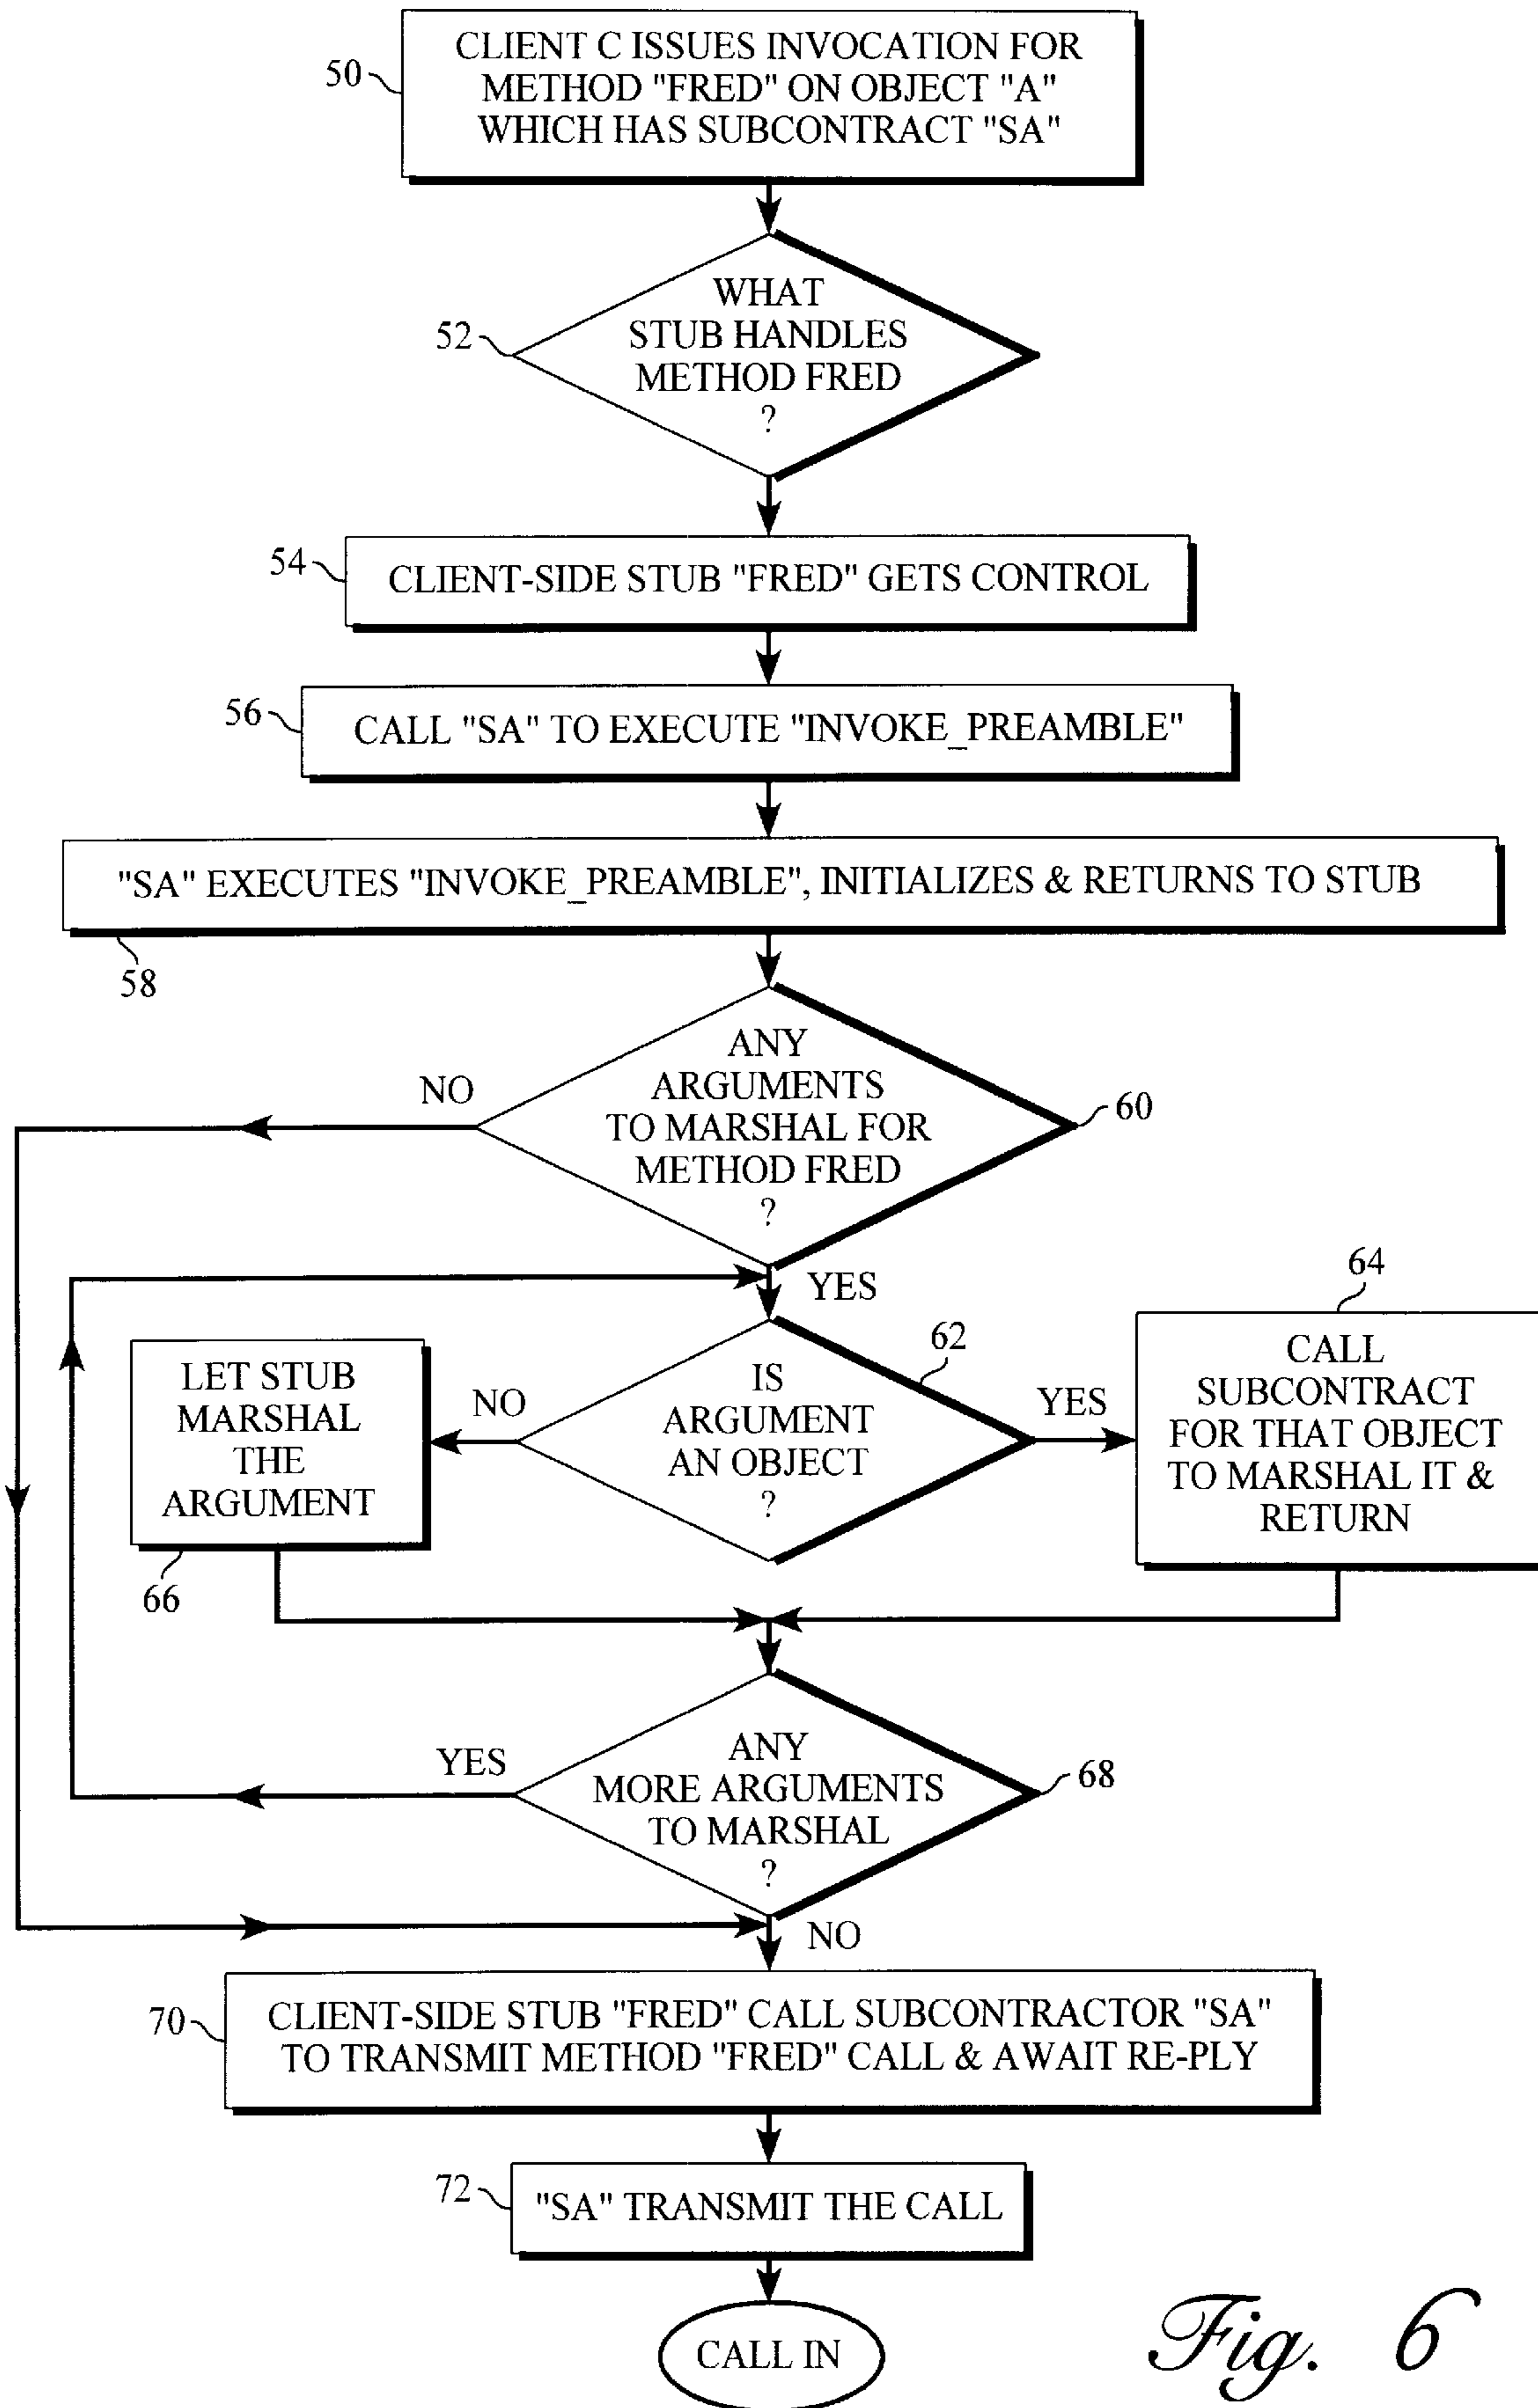 CLIENT C ISSUES INVOCATION FOR
METHOD "FRED" ON OBJECT "A"
WHICH HAS SUBCONTRACT "SA"
50
WHAT
STUB HANDLES
METHOD FRED
?
52
54
CLIENT-SIDE STUB "FRED" GETS CONTROL
56
CALL "SA" TO EXECUTE "INVOKE_PREAMBLE"
"SA" EXECUTES "INVOKE_PREAMBLE", INITIALIZES & RETURNS TO STUB
58
ANY
ARGUMENTS
TO MARSHAL FOR
METHOD FRED
?
NO
60
YES
64
62
IS
ARGUMENT
AN OBJECT
?
NO
YES
LET STUB
MARSHAL
THE
ARGUMENT
66
CALL
SUBCONTRACT
FOR THAT OBJECT
TO MARSHAL IT &
RETURN
ANY
MORE ARGUMENTS
TO MARSHAL
?
YES
68
NO
70
CLIENT-SIDE STUB "FRED" CALL SUBCONTRACTOR "SA"
TO TRANSMIT METHOD "FRED" CALL & AWAIT RE-PLY
72
"SA" TRANSMIT THE CALL
CALL IN
Fig. 6